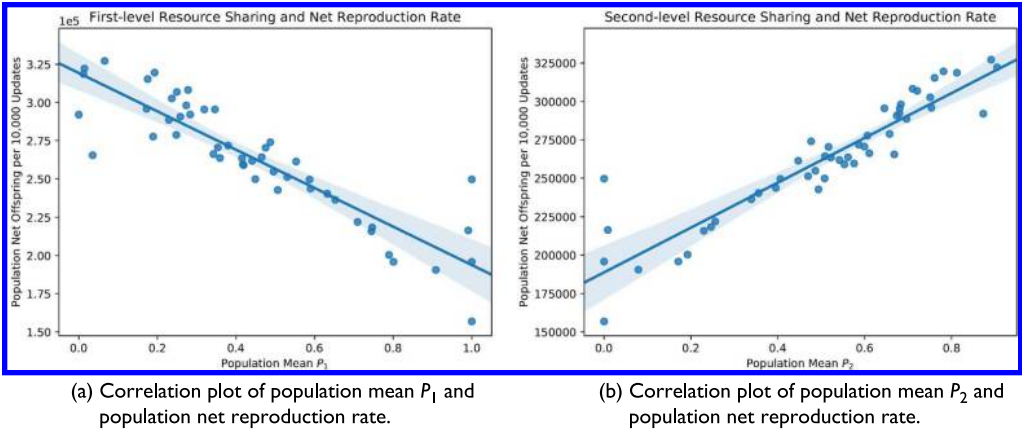 First-level Resource Sharing and Net Reproduction Rate
1e5
Population Net Offspring per 10,000 Updates
3.25
3.00
2.75
2.50
2.25
2.00
1.75
1.50
0.0 0.2 0.4 0.6 0.8 1.0
Population Mean P₁
Second-level Resource Sharing and Net Reproduction Rate
Population Net Offspring per 10,000 Updates
325000
300000
275000
250000
225000
200000
175000
150000
0.0 0.2 0.4 0.6 0.8
Population Mean P₂
(a) Correlation plot of population mean P₁ and
population net reproduction rate.
(b) Correlation plot of population mean P₂ and
population net reproduction rate.